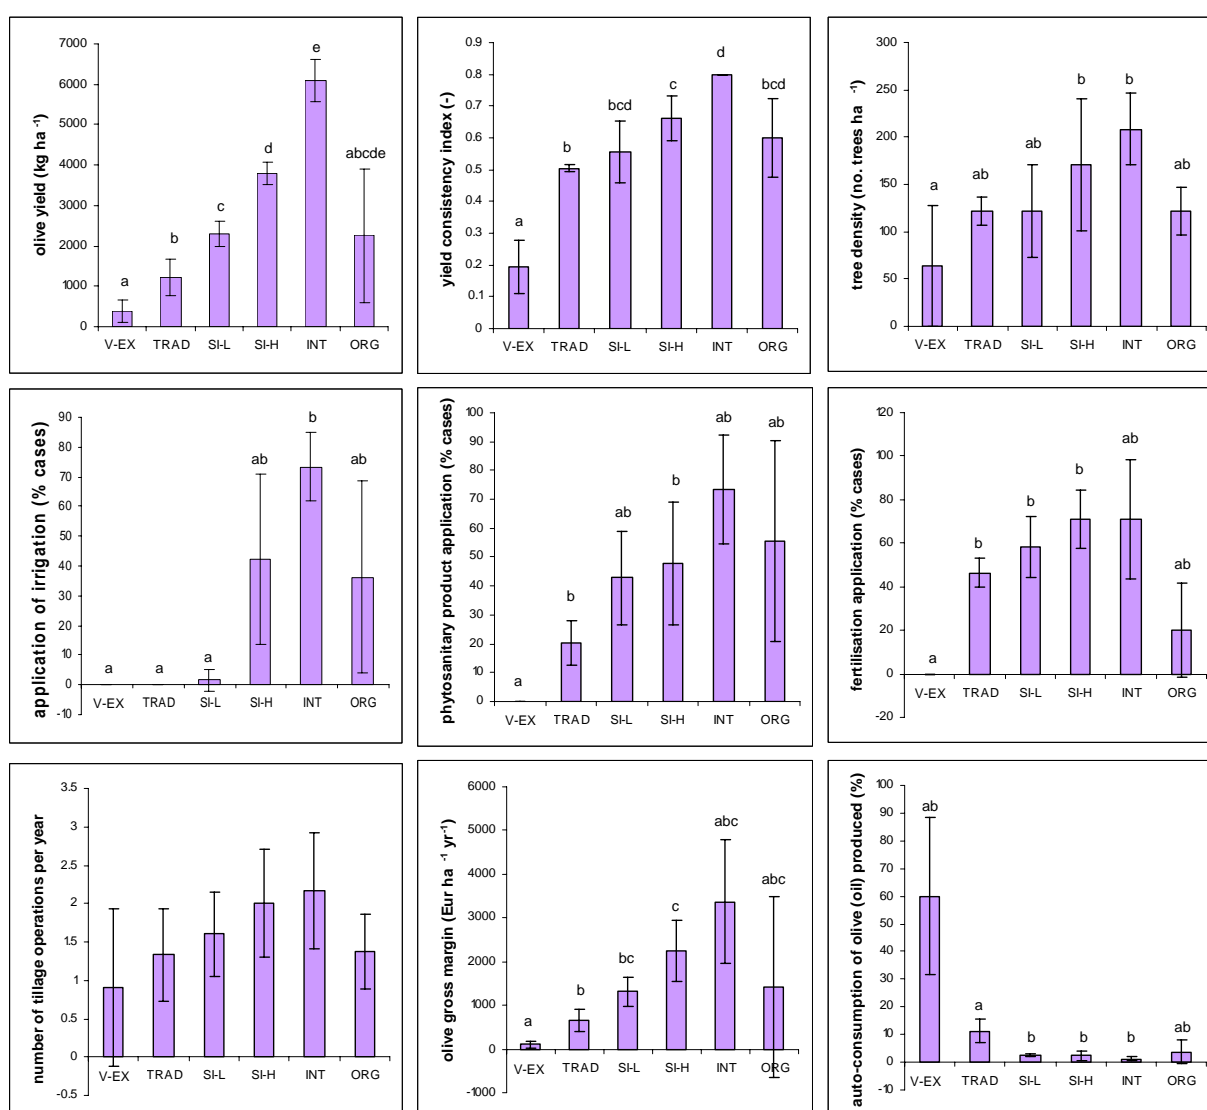 olive yield (kg ha -1)
7000
6000
5000
4000
3000
2000
1000
0
a
b
c
d
e
abcde
V-EX TRAD SI-L SI-H INT ORG
yield consistency index (-)
0.9
0.8
0.7
0.6
0.5
0.4
0.3
0.2
0.1
0
a
b
bcd
c
d
bcd
V-EX TRAD SI-L SI-H INT ORG
tree density (no. trees ha -1)
300
250
200
150
100
50
0
a
ab
ab
b
b
ab
V-EX TRAD SI-L SI-H INT ORG
application of irrigation (% cases)
90
80
70
60
50
40
30
20
10
0
-10
a
a
a
ab
b
ab
V-EX TRAD SI-L SI-H INT ORG
phytosanitary product application (% cases)
100
90
80
70
60
50
40
30
20
10
0
a
b
ab
b
ab
ab
V-EX TRAD SI-L SI-H INT ORG
fertilisation application (% cases)
120
100
80
60
40
20
0
-20
a
b
b
b
ab
ab
V-EX TRAD SI-L SI-H INT ORG
number of tillage operations per year
3.5
3
2.5
2
1.5
1
0.5
0
-0.5
V-EX TRAD SI-L SI-H INT ORG
olive gross margin (Eur ha -1 yr-1)
6000
5000
4000
3000
2000
1000
0
-1000
a
b
bc
c
abc
abc
V-EX TRAD SI-L SI-H INT ORG
auto-consumption of olive (oil) produced (%)
100
90
80
70
60
50
40
30
20
10
0
-10
ab
a
b
b
b
ab
V-EX TRAD SI-L SI-H INT ORG